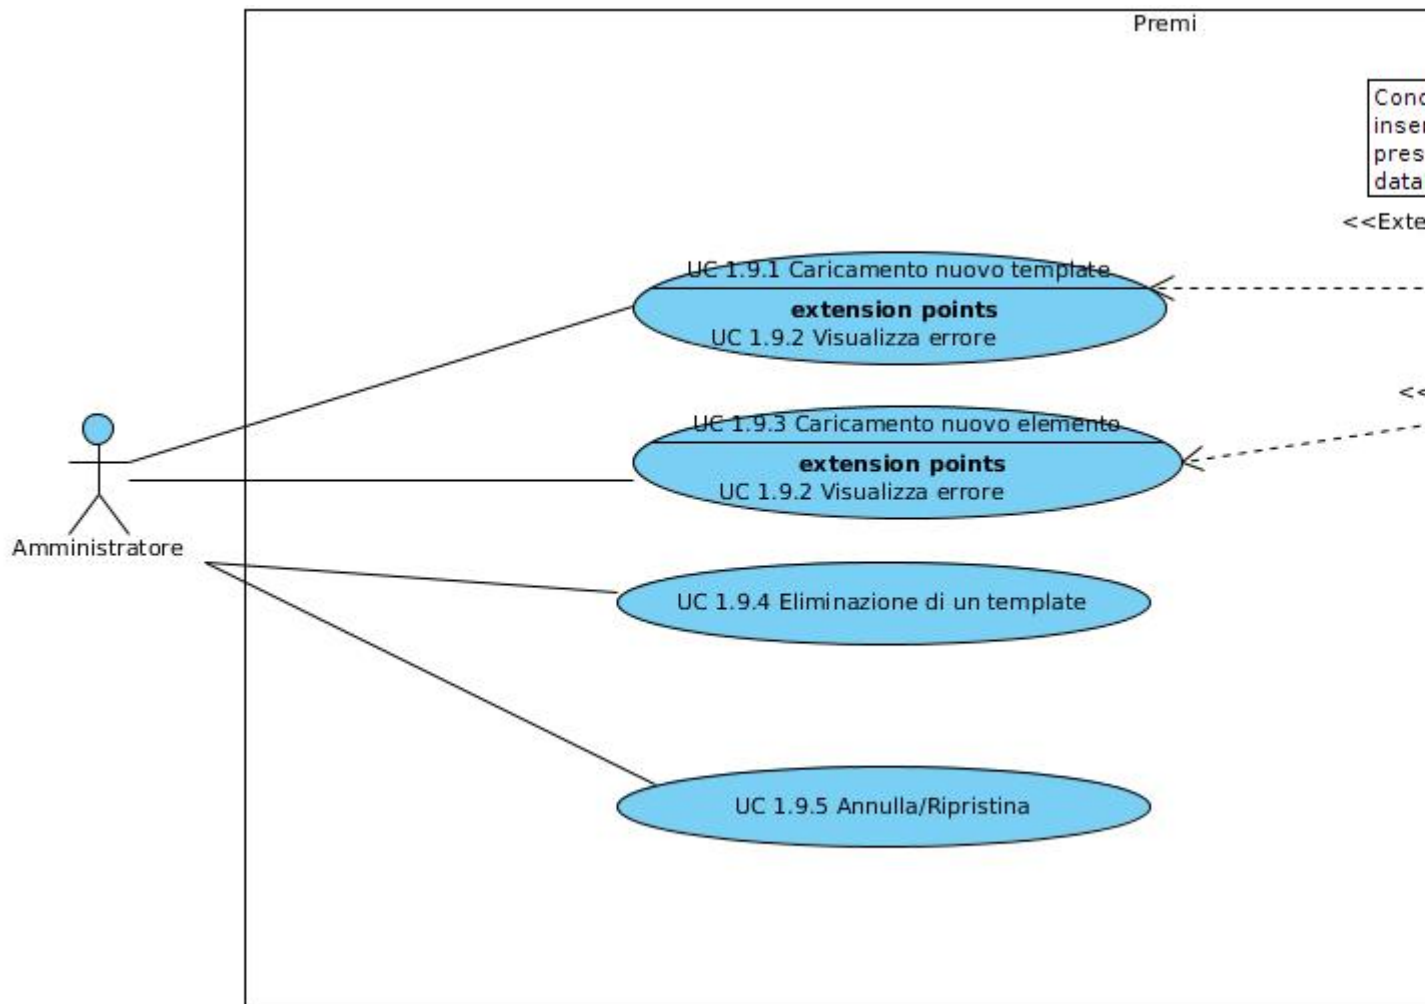 Premi
data
UC 1.9.1 Caricamento nuovo template
extension points
UC 1.9.2 Visualizza errore
<<
UC 1.9.3 Caricamento nuovo elemento
extension points
UC 1.9.2 Visualizza errore
Amministratore
UC 1.9.4 Eliminazione di un template
UC 1.9.5 Annulla/Ripristina